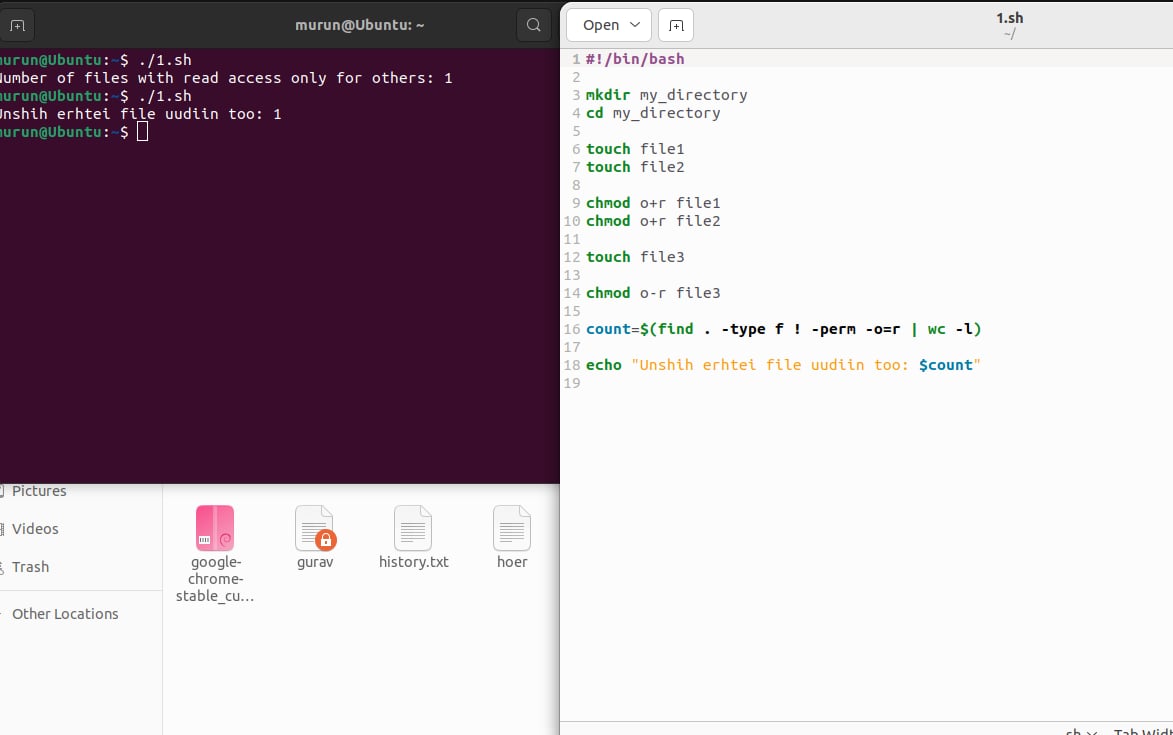 murun@Ubuntu: ~
murun@Ubuntu:~$ ./1.sh
Number of files with read access only for others: 1
murun@Ubuntu:~$ ./1.sh
Unshih erhtei file uudiin too: 1
murun@Ubuntu:~$
Pictures
Videos
Trash
Other Locations
google-
chrome-
stable_cu...
gurav
history.txt
hoer
Open
1.sh
~/
1 #!/bin/bash
2
3 mkdir my_directory
4 cd my_directory
5
6 touch file1
7 touch file2
8
9 chmod o+r file1
10 chmod o+r file2
11
12 touch file3
13
14 chmod o-r file3
15
16 count=$(find . -type f ! -perm -o=r | wc -l)
17
18 echo "Unshih erhtei file uudiin too: $count"
19
sh
Tab Widt